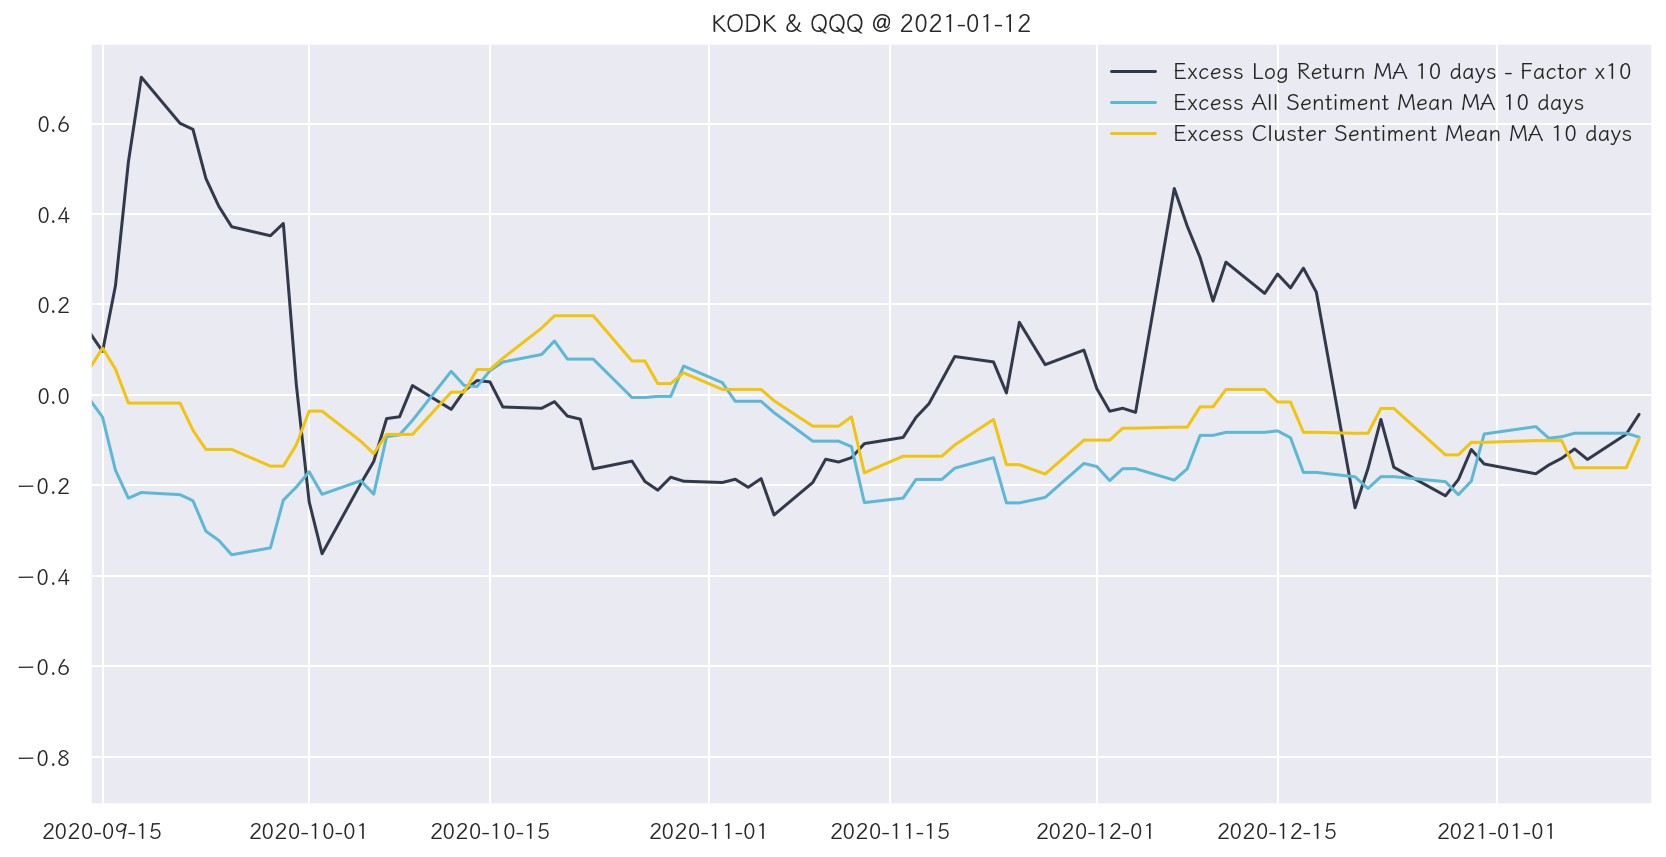 KODK & QQQ @ 2021-01-12
Excess Log Return MA 10 days - Factor x10
Excess All Sentiment Mean MA 10 days
Excess Cluster Sentiment Mean MA 10 days
0.6
0.4
0.2
0.0
−0.2
−0.4
−0.6
−0.8
2020-09-15 2020-10-01 2020-10-15 2020-11-01 2020-11-15 2020-12-01 2020-12-15 2021-01-01